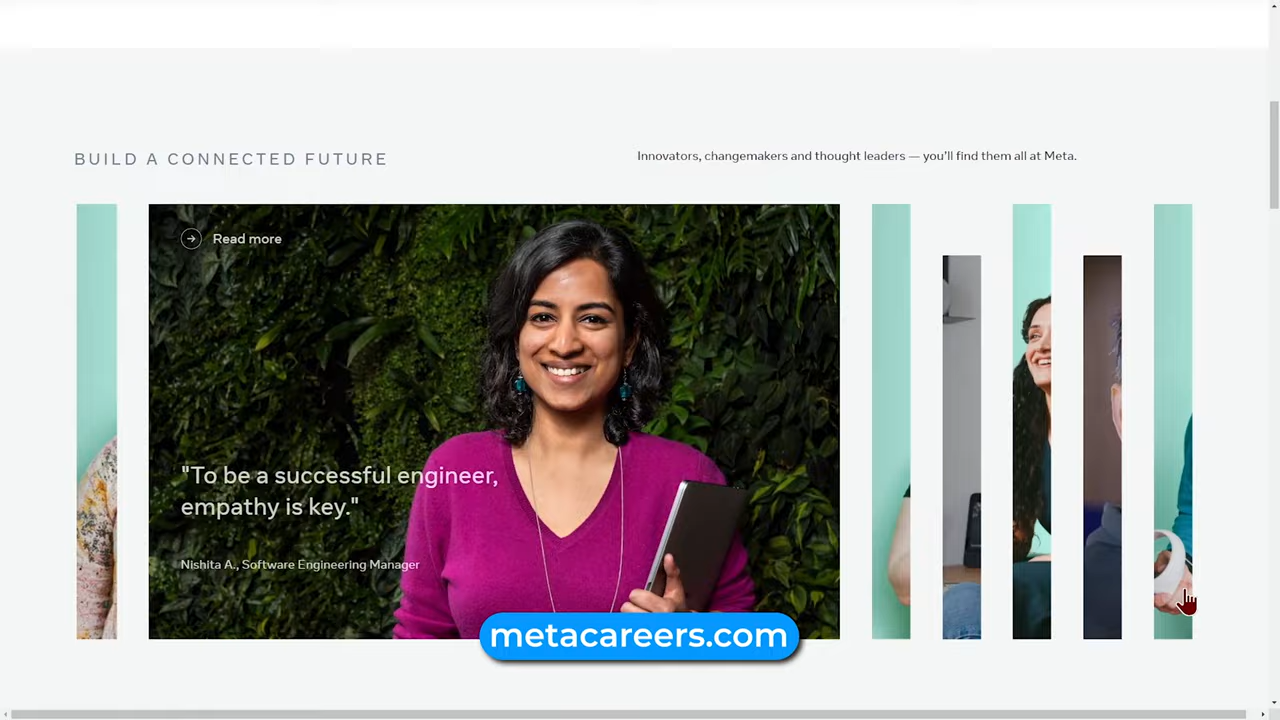 BUILD A CONNECTED FUTURE
Innovators, changemakers and thought leaders — you'll find them all at Meta.
Read more
"To be a successful engineer,
empathy is key."
Nishita A., Software Engineering Manager
metacareers.com